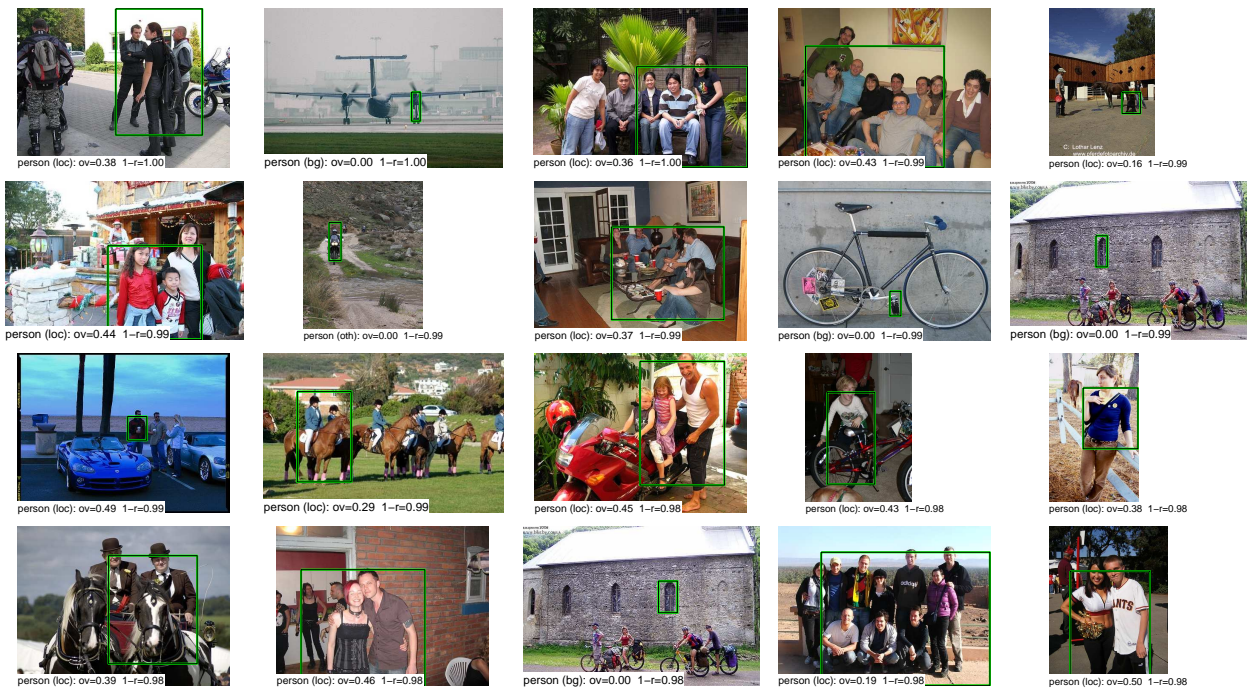 person (loc): ov=0.38 1−r=1.00
person (bg): ov=0.00 1−r=1.00
person (loc): ov=0.36 1−r=1.00
person (loc): ov=0.43 1−r=0.99
C: Lothar Lenz
www.pferdefotoarchiv.de
person (loc): ov=0.16 1−r=0.99
person (loc): ov=0.44 1−r=0.99
person (oth): ov=0.00 1−r=0.99
person (loc): ov=0.37 1−r=0.99
person (bg): ov=0.00 1−r=0.99
person (bg): ov=0.00 1−r=0.99
person (loc): ov=0.49 1−r=0.99
person (loc): ov=0.29 1−r=0.99
person (loc): ov=0.45 1−r=0.98
person (loc): ov=0.43 1−r=0.98
person (loc): ov=0.38 1−r=0.98
person (loc): ov=0.39 1−r=0.98
person (loc): ov=0.46 1−r=0.98
person (bg): ov=0.00 1−r=0.98
person (loc): ov=0.19 1−r=0.98
ANTS
person (loc): ov=0.50 1−r=0.98